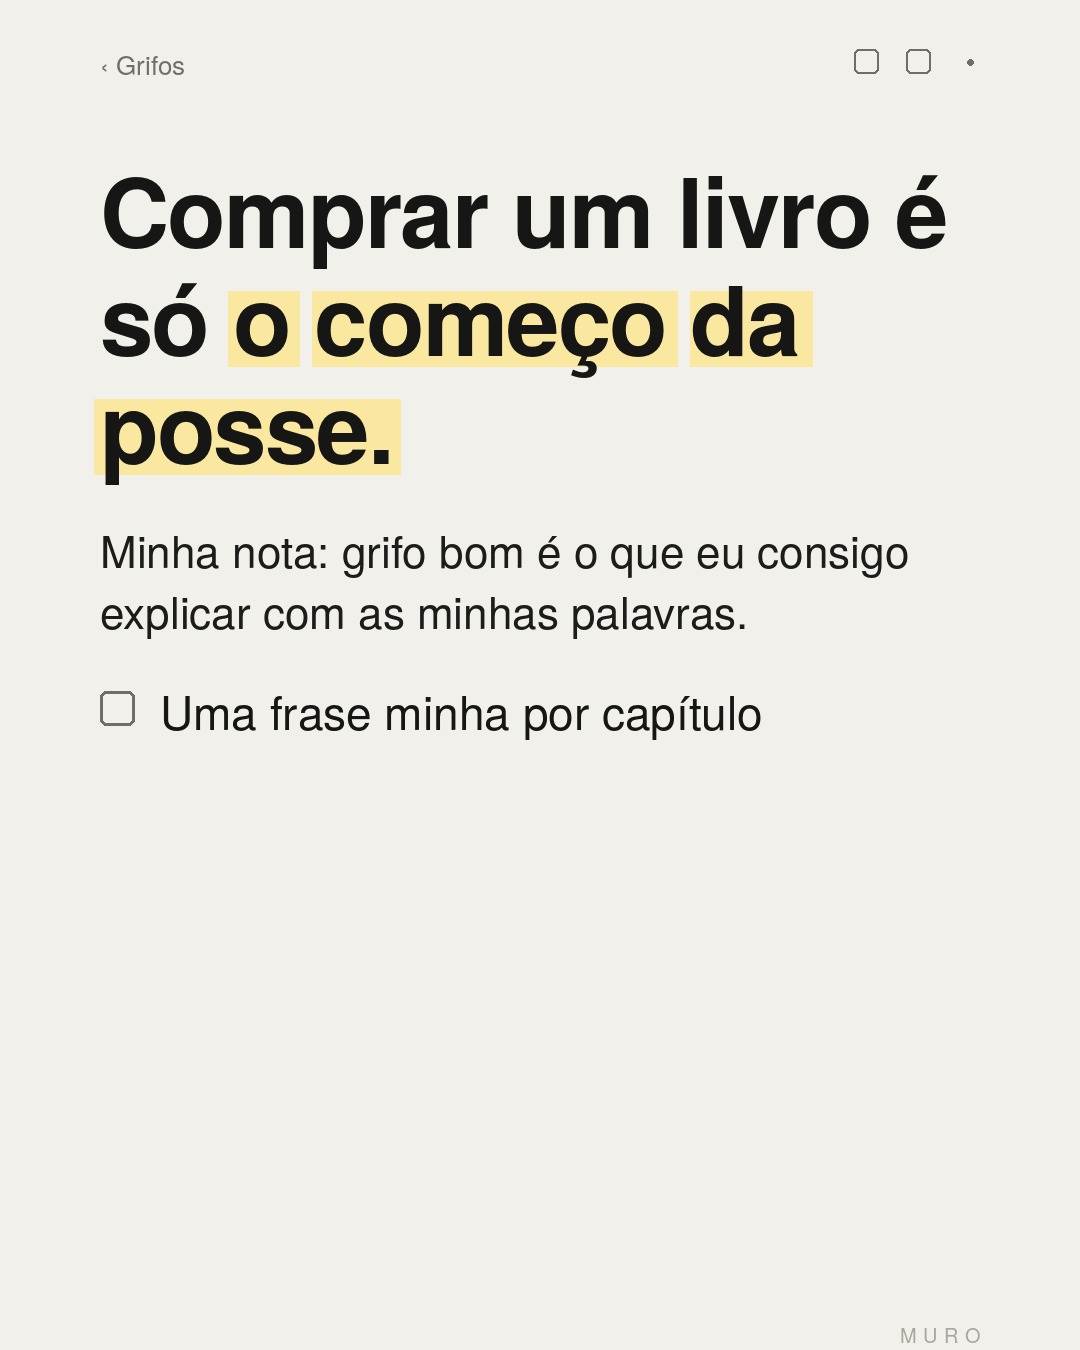 ‹ Grifos
Comprar um livro é
só o começo da
posse.
Minha nota: grifo bom é o que eu consigo
explicar com as minhas palavras.
Uma frase minha por capítulo
MURO